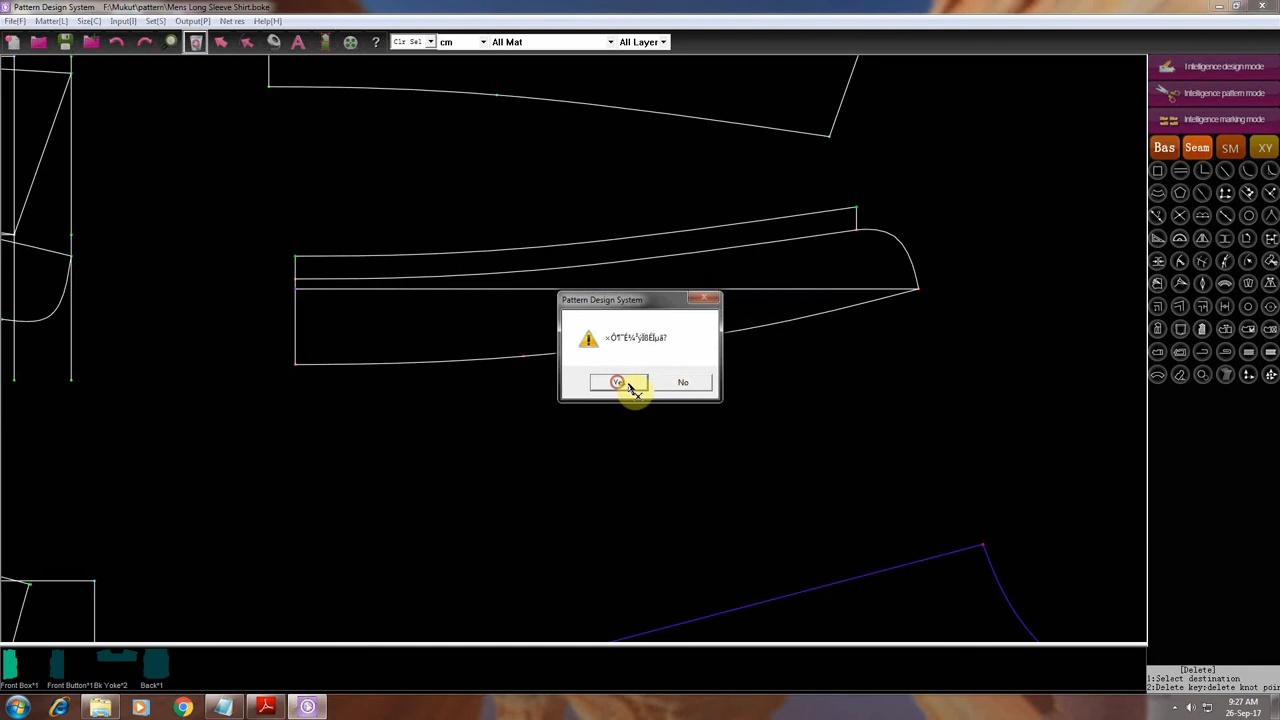 Pattern Design System    F:\Mukut\pattern\Mens Long Sleeve Shirt.boke
File[F] Matter[L] Size[C] Input[I] Set[S] Output[P] Net res Help[H]
? Clr Sel cm All Mat All Layer
Intelligence design mode
Intelligence pattern mode
Intelligence marking mode
Bas Seam SM XY
Pattern Design System
No
Front Box*1 Front Button*1 Bk Yoke*2 Back*1
[Delete]
1:Select destination
2:Delete key:delete knot poin
9:27 AM
26-Sep-17